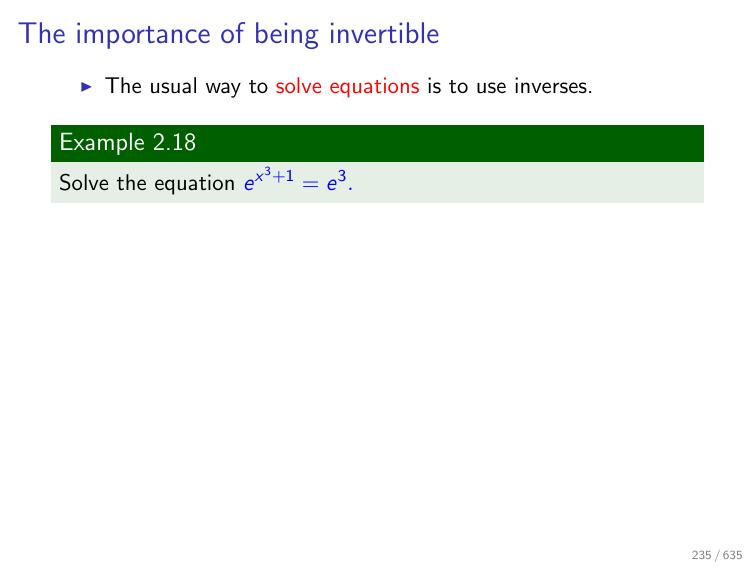 The importance of being invertible
▶ The usual way to solve equations is to use inverses.
Example 2.18
Solve the equation $e^{x^3+1} = e^3$.
235 / 635